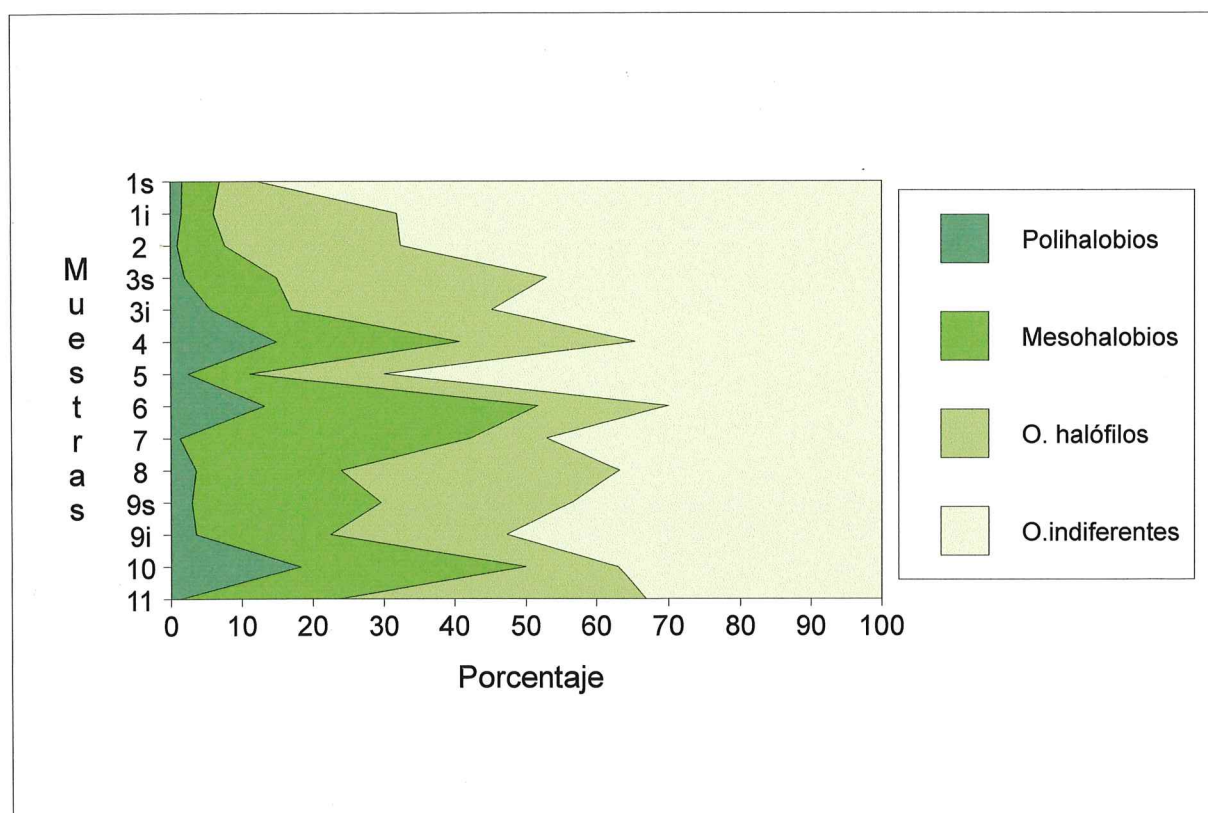 Muestras
1s
1i
2
3s
3i
4
5
6
7
8
9s
9i
10
11
0 10 20 30 40 50 60 70 80 90 100
Porcentaje
Polihalobios
Mesohalobios
O. halófilos
O.indiferentes